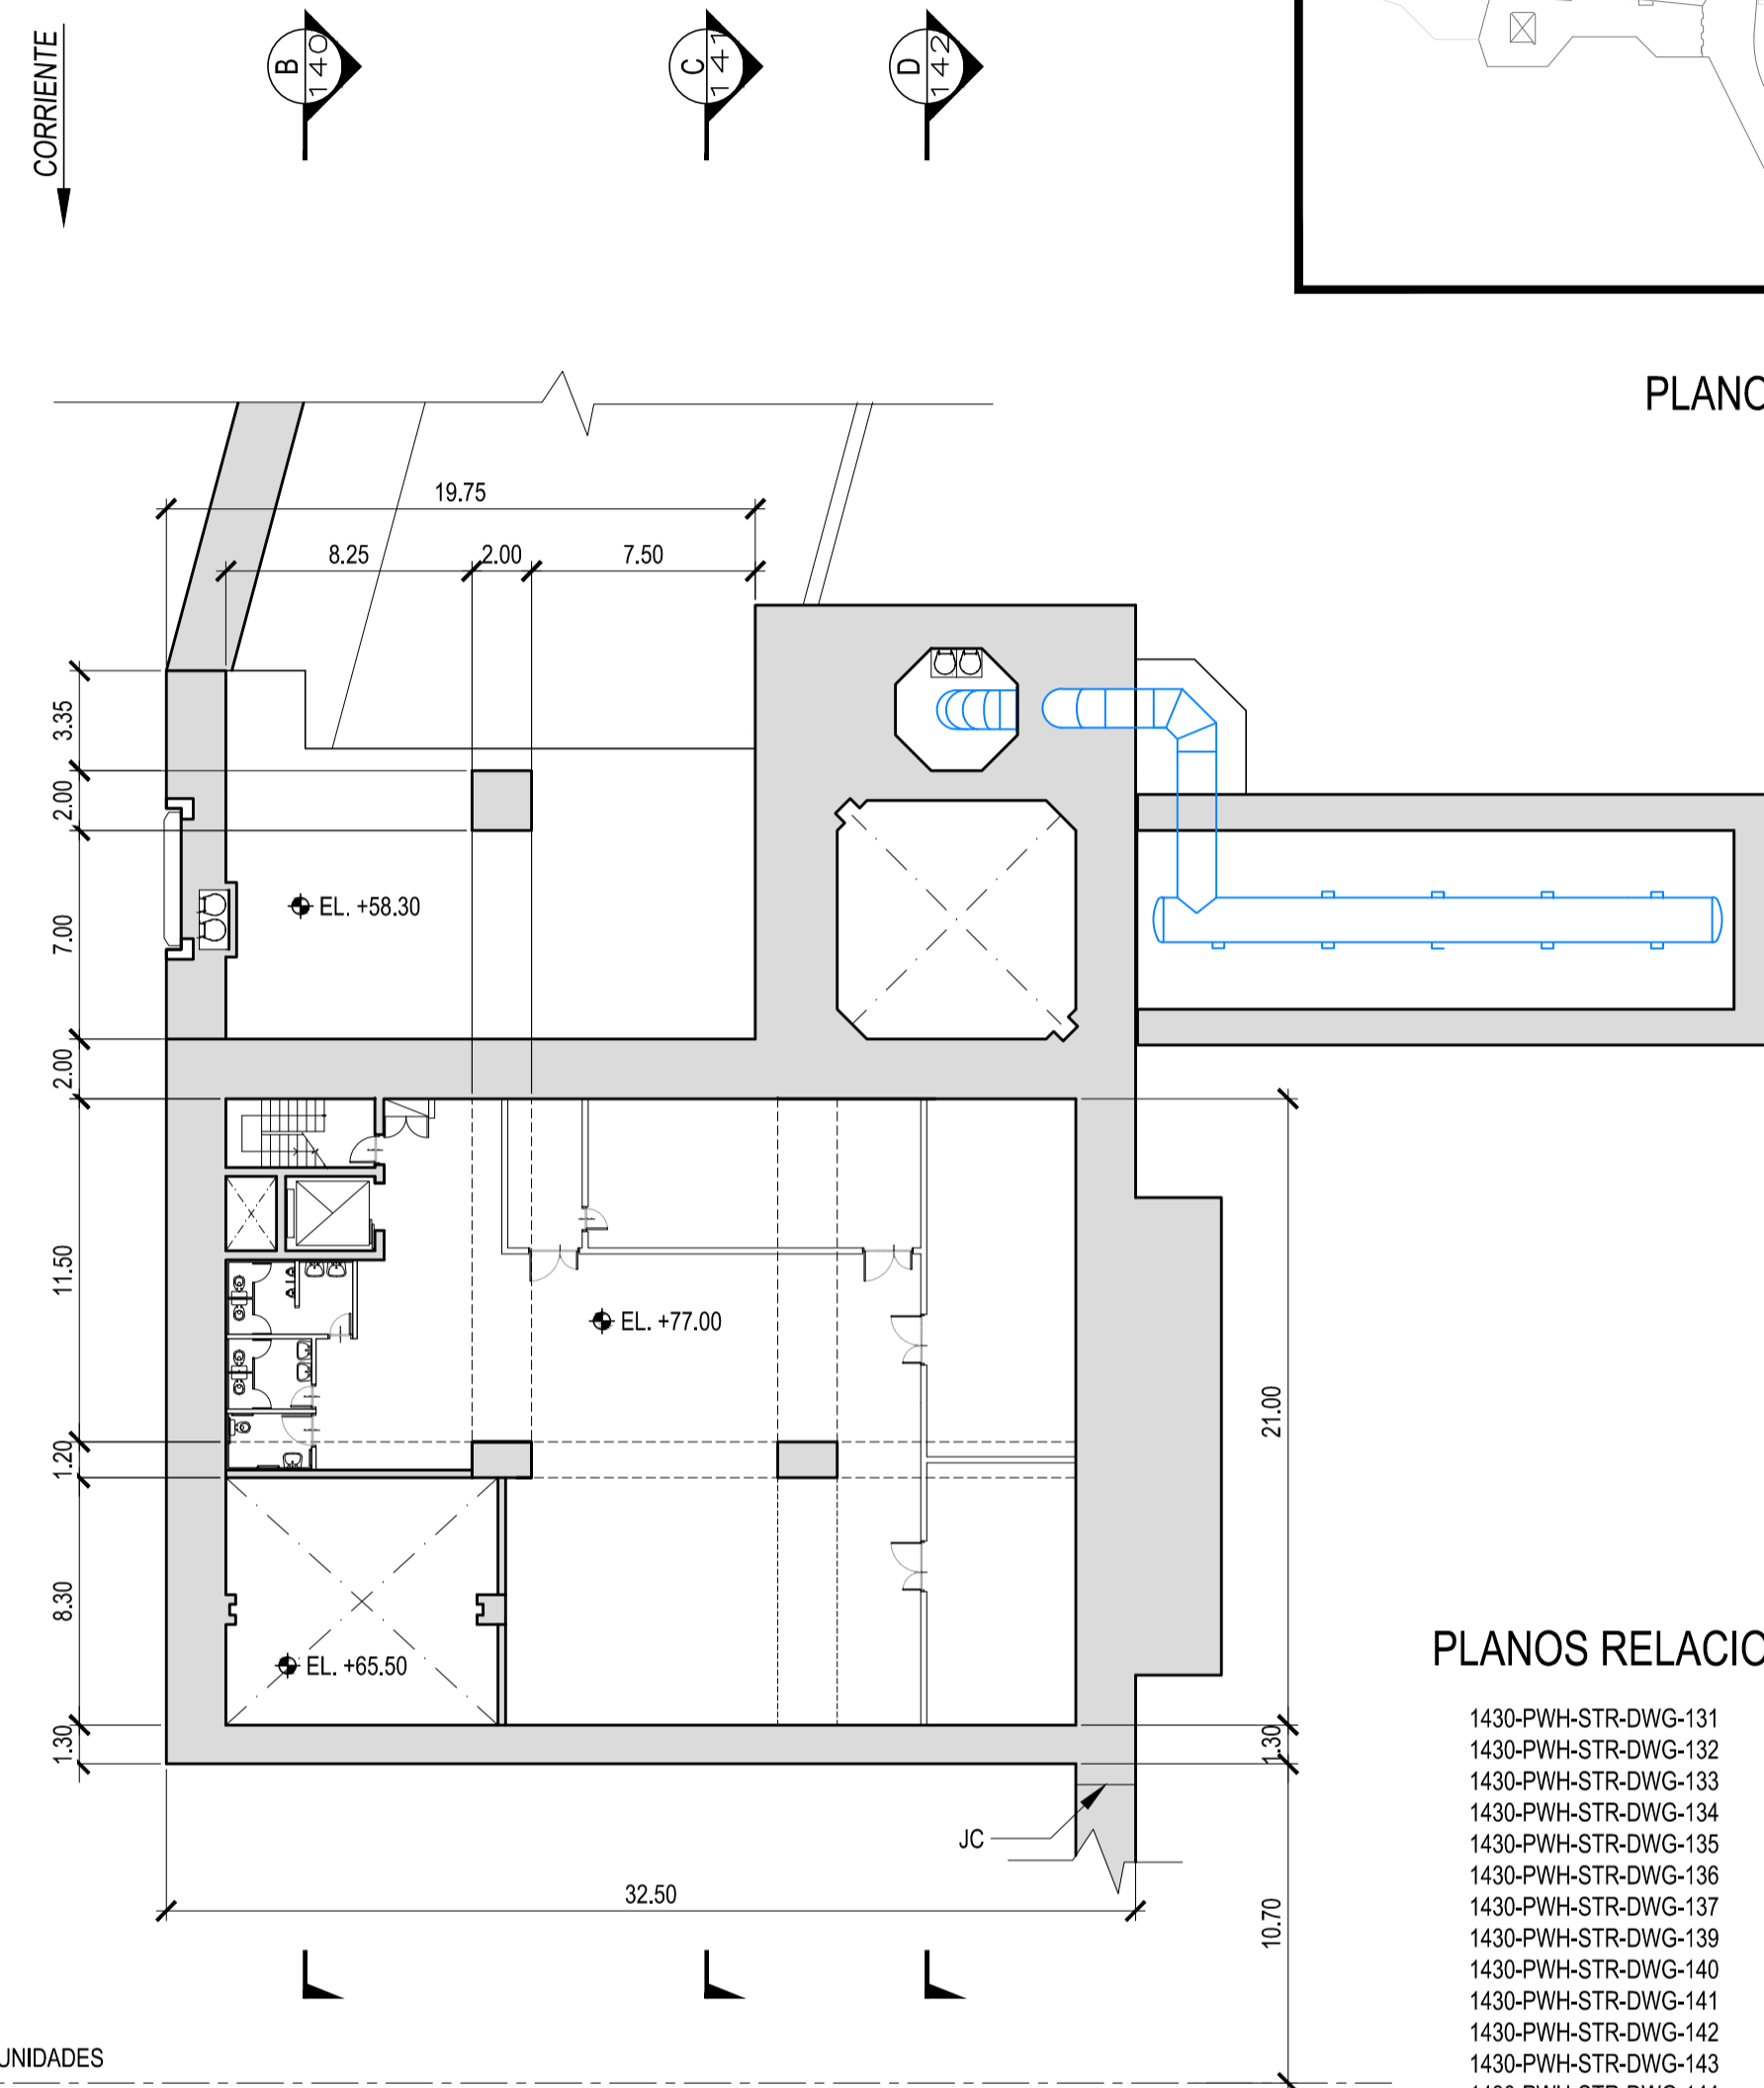 CORRIENTE
B
140
C
141
D
142
PLANO
19.75
8.25
2.00
7.50
3.35
2.00
7.00
2.00
11.50
1.20
8.30
1.30
EL. +58.30
EL. +77.00
EL. +65.50
21.00
1.30
10.70
JC
32.50
UNIDADES
PLANOS RELACIO
1430-PWH-STR-DWG-131
1430-PWH-STR-DWG-132
1430-PWH-STR-DWG-133
1430-PWH-STR-DWG-134
1430-PWH-STR-DWG-135
1430-PWH-STR-DWG-136
1430-PWH-STR-DWG-137
1430-PWH-STR-DWG-139
1430-PWH-STR-DWG-140
1430-PWH-STR-DWG-141
1430-PWH-STR-DWG-142
1430-PWH-STR-DWG-143